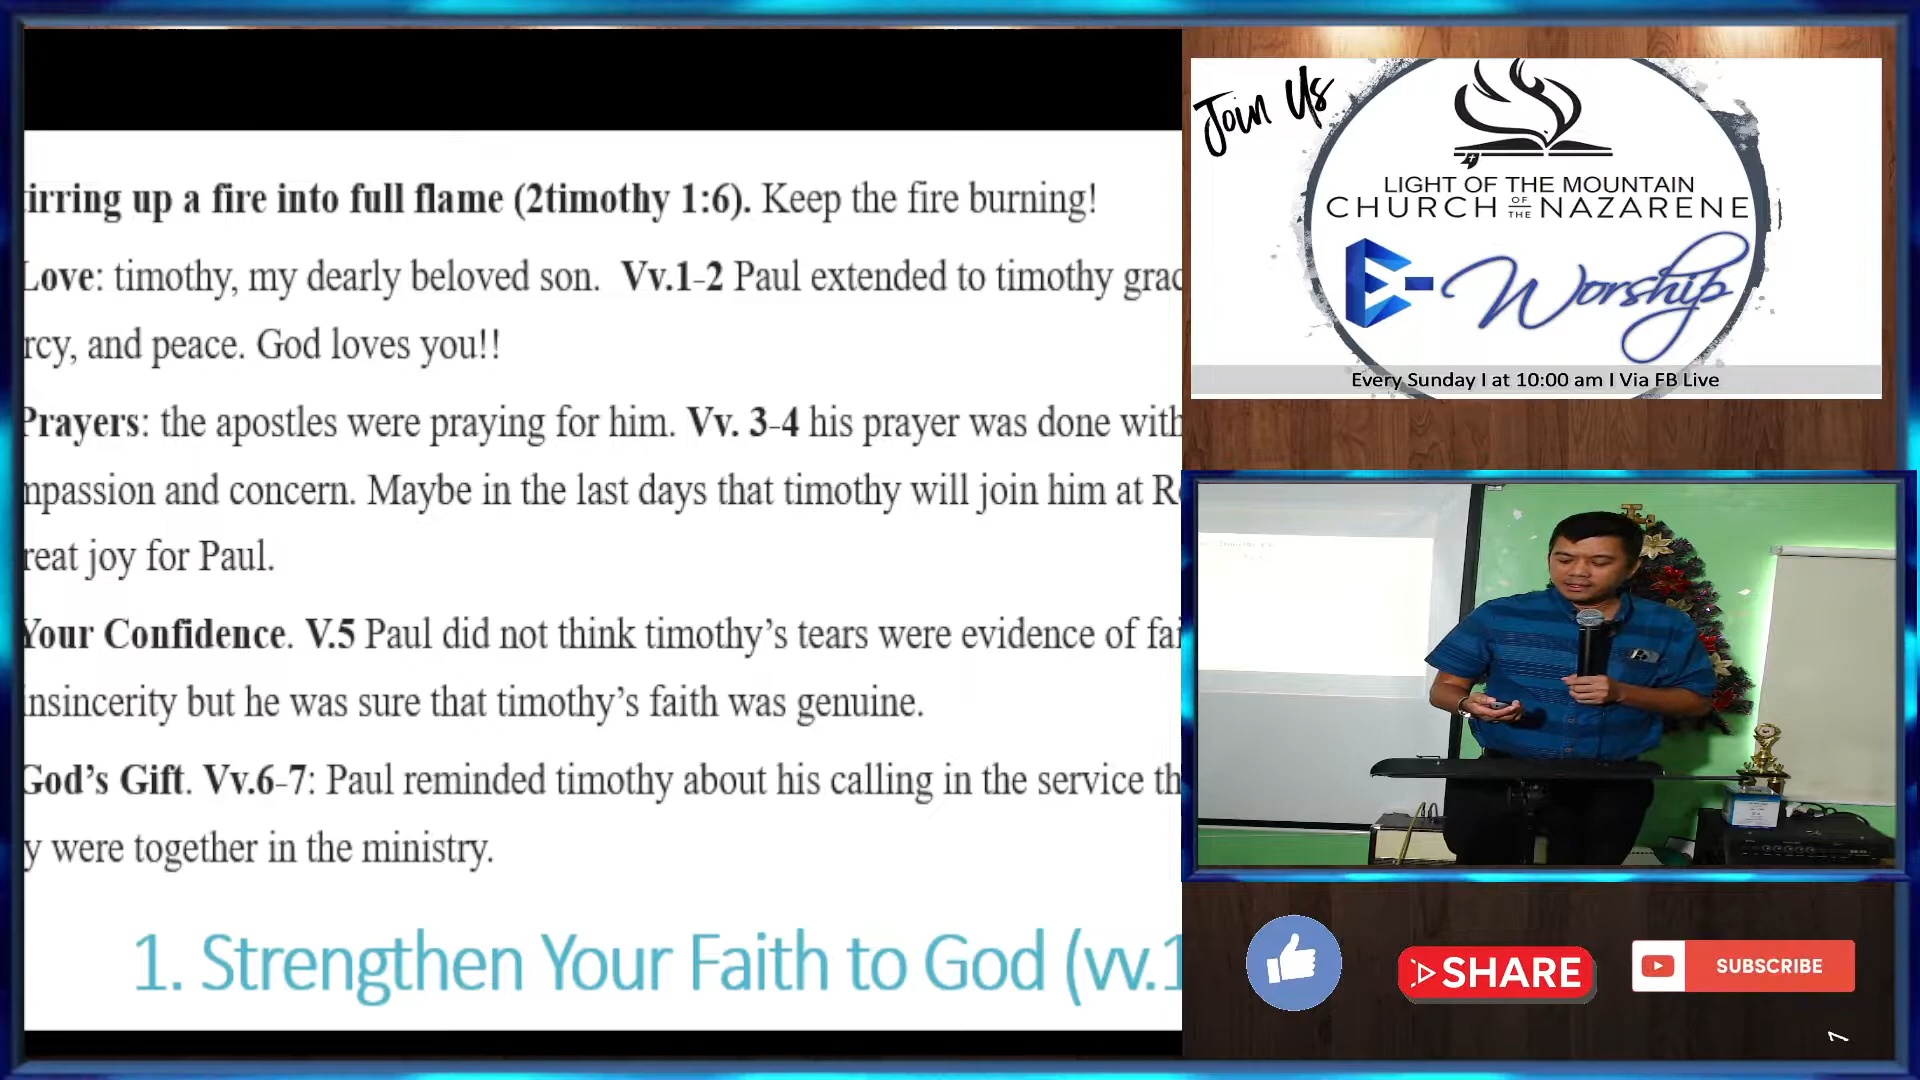 irring up a fire into full flame (2timothy 1:6). Keep the fire burning!
Love: timothy, my dearly beloved son. Vv.1-2 Paul extended to timothy grac
rcy, and peace. God loves you!!
Prayers: the apostles were praying for him. Vv. 3-4 his prayer was done with
mpassion and concern. Maybe in the last days that timothy will join him at R
reat joy for Paul.
Your Confidence. V.5 Paul did not think timothy's tears were evidence of fai
insincerity but he was sure that timothy's faith was genuine.
God's Gift. Vv.6-7: Paul reminded timothy about his calling in the service th
y were together in the ministry.
1. Strengthen Your Faith to God (vv.1
Join Us
LIGHT OF THE MOUNTAIN
CHURCH OF THE NAZARENE
E-Worship
Every Sunday I at 10:00 am I Via FB Live
SHARE
SUBSCRIBE